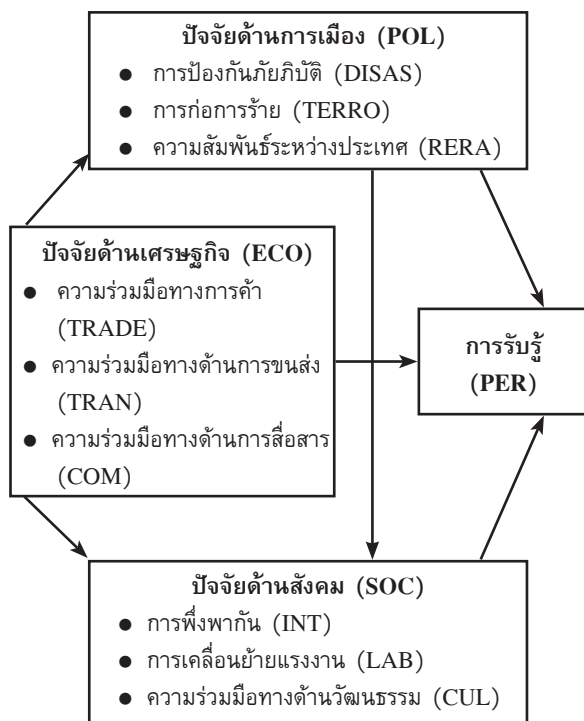 ปัจจัยด้านการเมือง (POL)
● การป้องกันภัยภิบัติ (DISAS)
● การก่อการร้าย (TERRO)
● ความสัมพันธ์ระหว่างประเทศ (RERA)
ปัจจัยด้านเศรษฐกิจ (ECO)
● ความร่วมมือทางการค้า
(TRADE)
● ความร่วมมือทางด้านการขนส่ง
(TRAN)
● ความร่วมมือทางด้านการสื่อสาร
(COM)
การรับรู้
(PER)
ปัจจัยด้านสังคม (SOC)
● การพึ่งพากัน (INT)
● การเคลื่อนย้ายแรงงาน (LAB)
● ความร่วมมือทางด้านวัฒนธรรม (CUL)